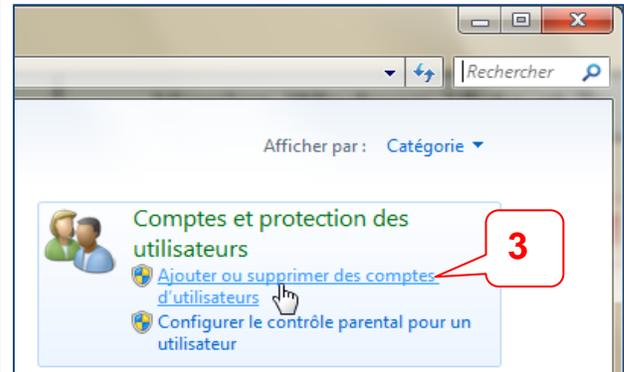 Rechercher
Afficher par : Catégorie
Comptes et protection des
utilisateurs
Ajouter ou supprimer des comptes
d'utilisateurs
3
Configurer le contrôle parental pour un
utilisateur